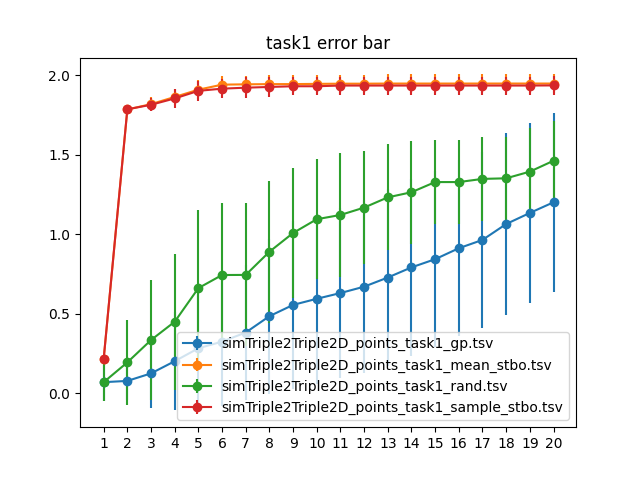 task1 error bar
2.0
1.5
1.0
0.5
0.0
simTriple2Triple2D_points_task1_gp.tsv
simTriple2Triple2D_points_task1_mean_stbo.tsv
simTriple2Triple2D_points_task1_rand.tsv
simTriple2Triple2D_points_task1_sample_stbo.tsv
1 2 3 4 5 6 7 8 9 10 11 12 13 14 15 16 17 18 19 20